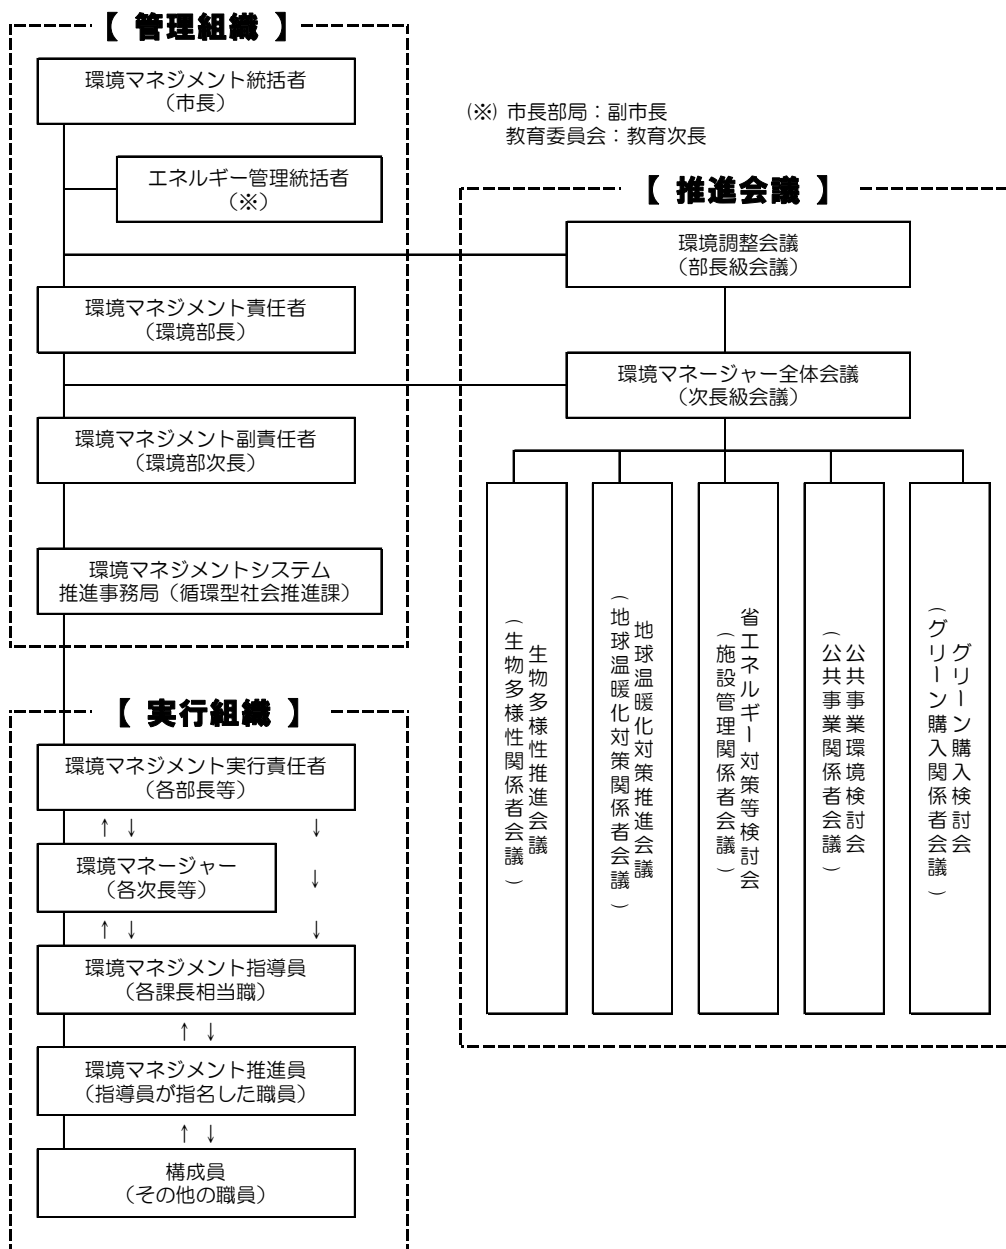 【 管理組織 】
環境マネジメント統括者
（市長）
エネルギー管理統括者
（※）
環境マネジメント責任者
（環境部長）
環境マネジメント副責任者
（環境部次長）
環境マネジメントシステム
推進事務局（循環型社会推進課）
【 実行組織 】
環境マネジメント実行責任者
（各部長等）
↑ ↓ ↓
環境マネージャー
（各次長等）
↓
↑ ↓ ↓
環境マネジメント指導員
（各課長相当職）
↑ ↓
環境マネジメント推進員
（指導員が指名した職員）
↑ ↓
構成員
（その他の職員）
（※） 市長部局：副市長
教育委員会：教育次長
【 推進会議 】
環境調整会議
（部長級会議）
環境マネージャー全体会議
（次長級会議）
生物多様性推進会議
（生物多様性関係者会議）
地球温暖化対策推進会議
（地球温暖化対策関係者会議）
省エネルギー対策等検討会
（施設管理関係者会議）
公共事業環境検討会
（公共事業関係者会議）
グリーン購入検討会
（グリーン購入関係者会議）